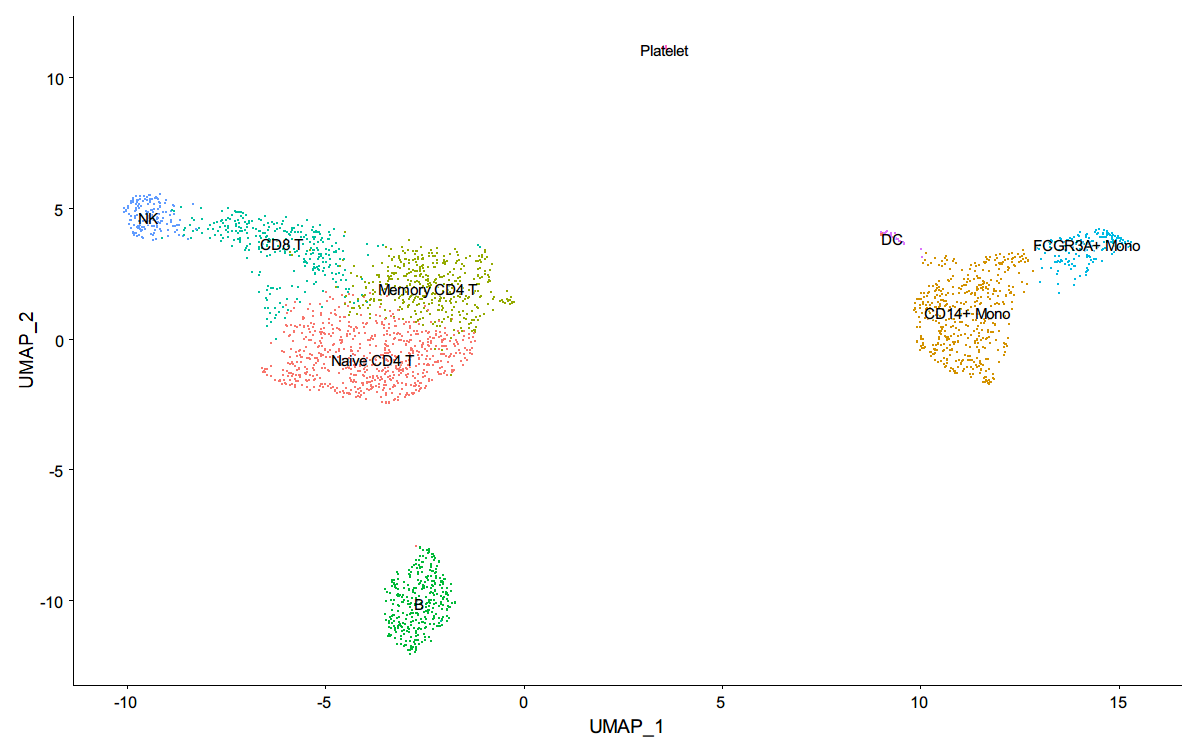 Platelet
10
5
0
-5
-10
UMAP_2
NK
CD8 T
Memory CD4 T
Naive CD4 T
DC
FCGR3A+ Mono
CD14+ Mono
B
-10
-5
0
5
10
15
UMAP_1